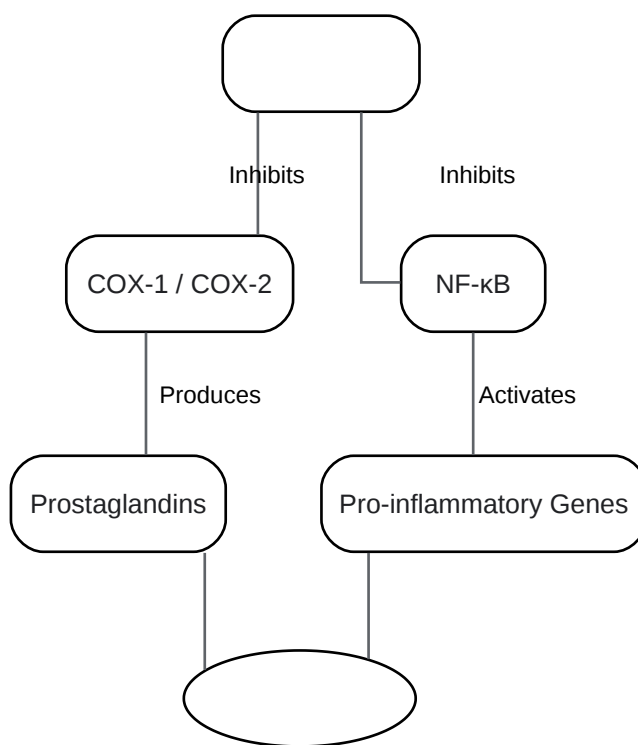 Inhibits
Inhibits
COX-1 / COX-2
NF-κB
Produces
Activates
Prostaglandins
Pro-inflammatory Genes